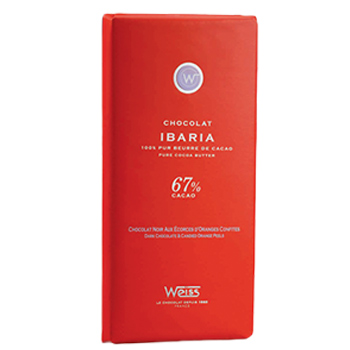 W
CHOCOLAT
IBARIA
100% PUR BEURRE DE CACAO
PURE COCOA BUTTER
67%
CACAO
CHOCOLAT NOIR AUX ÉCORCES D'ORANGES CONFITES
DARK CHOCOLATE & CANDIED ORANGE PEELS
Weiss
LE CHOCOLAT DEPUIS 1882
FRANCE